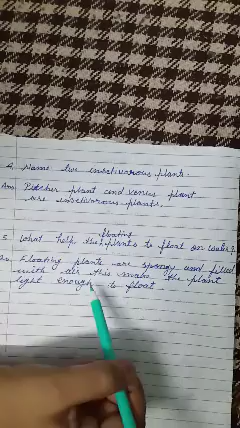 4. Name two insectivorous plants.
Ans Pitcher plant and venus plant
are insectivorous plants.
floating
5 What help the plants to float on water?
Ans Floating plants are spongy and filled
with air this make the plant
light enough to float.